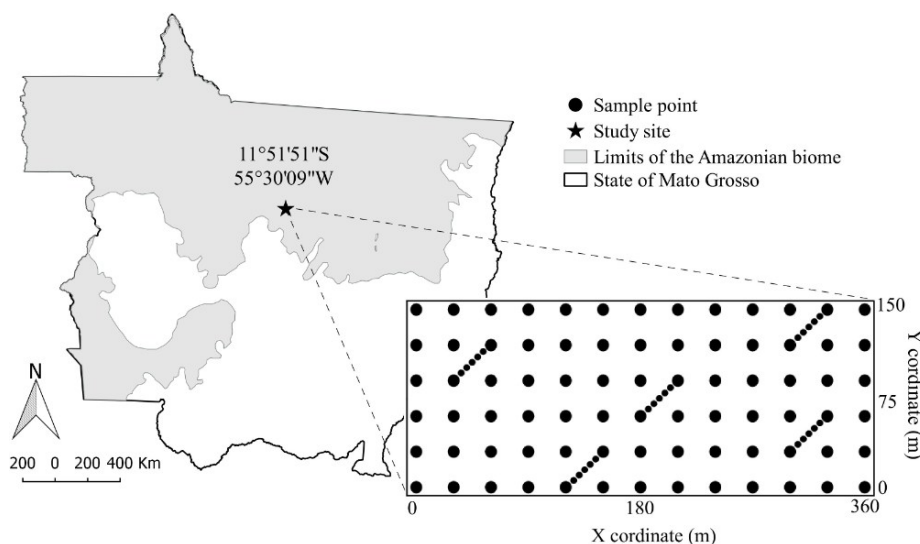 11°51'51"S
55°30'09"W
Sample point
Study site
Limits of the Amazonian biome
State of Mato Grosso
N
200 0 200 400 Km
150
75
0
Y cordinate (m)
0 180 360
X cordinate (m)